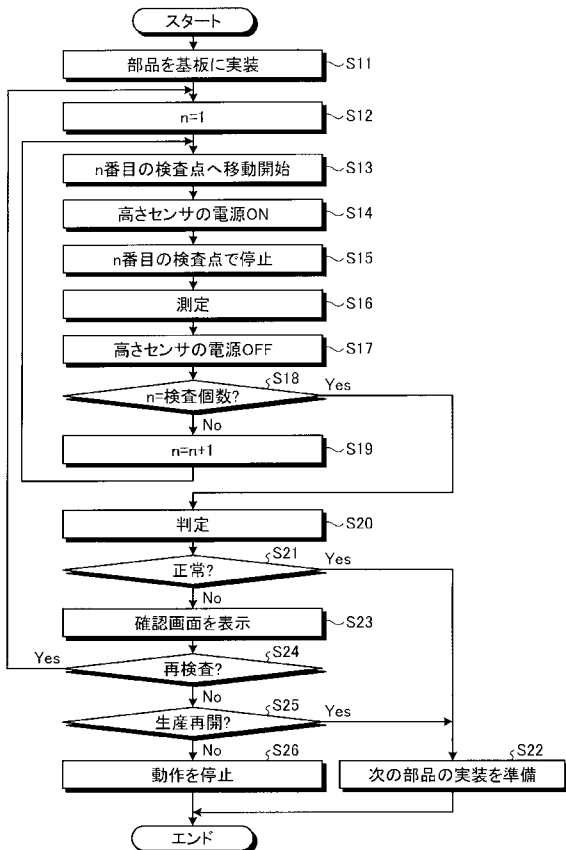 スタート
部品を基板に実装 S11
n=1 S12
n番目の検査点へ移動開始 S13
高さセンサの電源ON S14
n番目の検査点で停止 S15
測定 S16
高さセンサの電源OFF S17
n=検査個数? S18
Yes
No
n=n+1 S19
判定 S20
正常? S21
Yes
No
確認画面を表示 S23
再検査? S24
Yes
No
生産再開? S25
Yes
No
動作を停止 S26
次の部品の実装を準備 S22
エンド